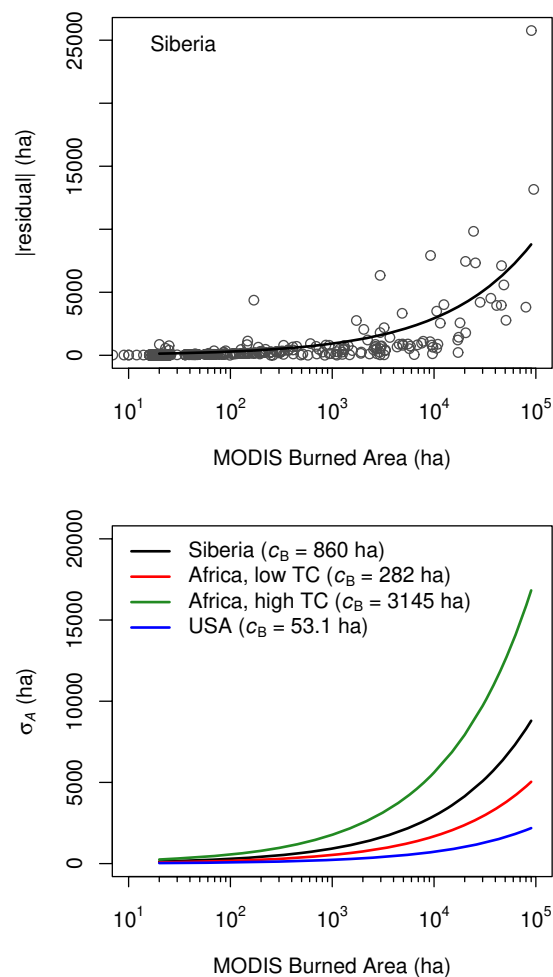 Siberia
|residual| (ha)
25000
15000
5000
0
10¹ 10² 10³ 10⁴ 10⁵
MODIS Burned Area (ha)
Siberia (c_B = 860 ha)
Africa, low TC (c_B = 282 ha)
Africa, high TC (c_B = 3145 ha)
USA (c_B = 53.1 ha)
σ_A (ha)
20000
15000
10000
5000
0
10¹ 10² 10³ 10⁴ 10⁵
MODIS Burned Area (ha)